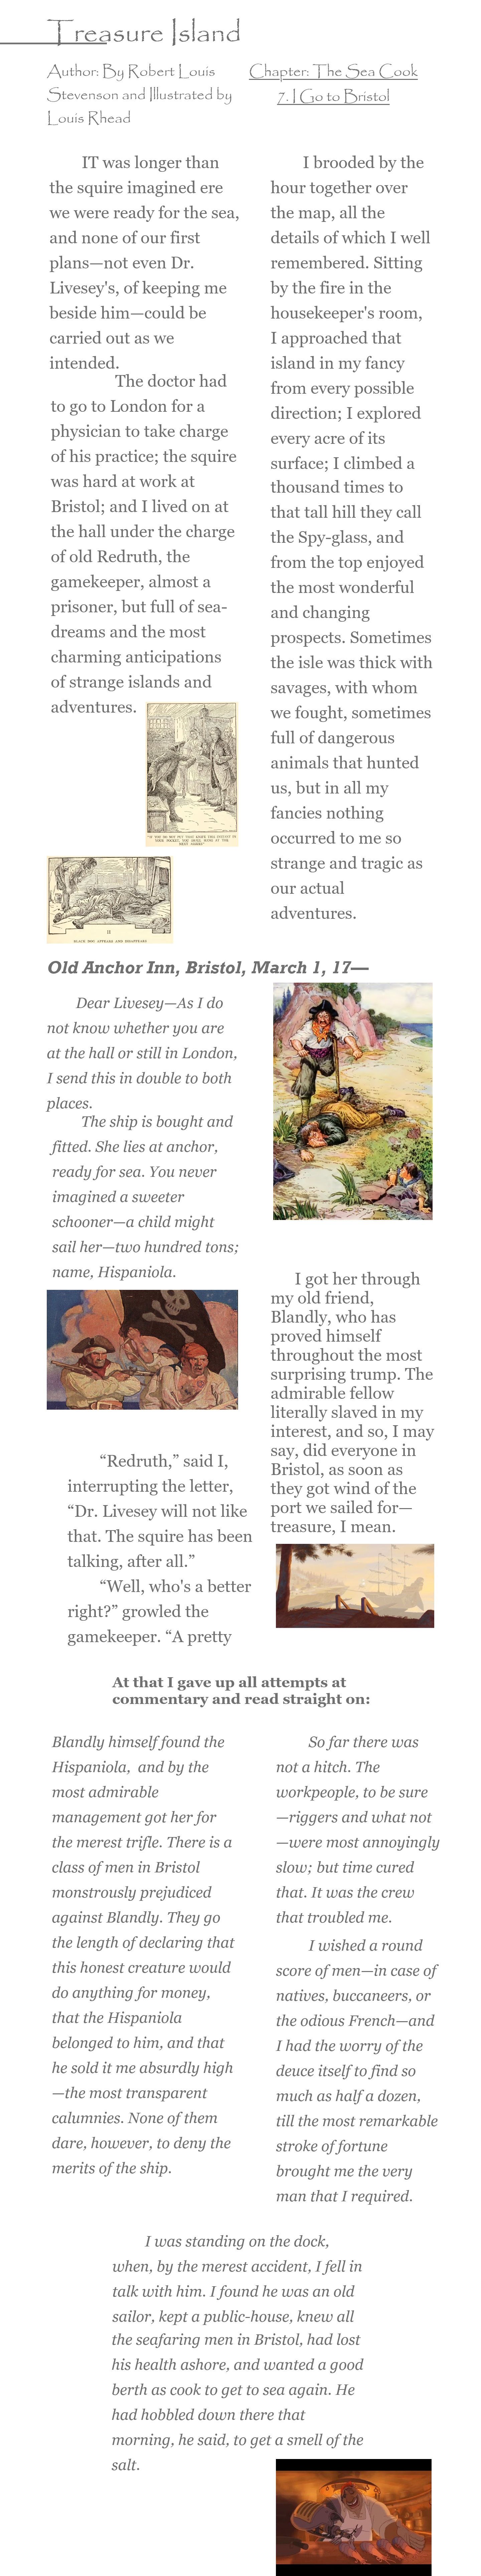 Treasure Island
Author: By Robert Louis
Stevenson and Illustrated by
Louis Rhead
Chapter: The Sea Cook
7. I Go to Bristol
IT was longer than
the squire imagined ere
we were ready for the sea,
and none of our first
plans—not even Dr.
Livesey's, of keeping me
beside him—could be
carried out as we
intended.
The doctor had
to go to London for a
physician to take charge
of his practice; the squire
was hard at work at
Bristol; and I lived on at
the hall under the charge
of old Redruth, the
gamekeeper, almost a
prisoner, but full of sea-
dreams and the most
charming anticipations
of strange islands and
adventures.
II
BLACK DOG APPEARS AND DISAPPEARS
I brooded by the
hour together over
the map, all the
details of which I well
remembered. Sitting
by the fire in the
housekeeper's room,
I approached that
island in my fancy
from every possible
direction; I explored
every acre of its
surface; I climbed a
thousand times to
that tall hill they call
the Spy-glass, and
from the top enjoyed
the most wonderful
and changing
prospects. Sometimes
the isle was thick with
savages, with whom
we fought, sometimes
full of dangerous
animals that hunted
us, but in all my
fancies nothing
occurred to me so
strange and tragic as
our actual
adventures.
Old Anchor Inn, Bristol, March 1, 17—
Dear Livesey—As I do
not know whether you are
at the hall or still in London,
I send this in double to both
places.
The ship is bought and
fitted. She lies at anchor,
ready for sea. You never
imagined a sweeter
schooner—a child might
sail her—two hundred tons;
name, Hispaniola.
I got her through
my old friend,
Blandly, who has
proved himself
throughout the most
surprising trump. The
admirable fellow
literally slaved in my
interest, and so, I may
say, did everyone in
Bristol, as soon as
they got wind of the
port we sailed for—
treasure, I mean.
“Redruth,” said I,
interrupting the letter,
“Dr. Livesey will not like
that. The squire has been
talking, after all.”
“Well, who's a better
right?” growled the
gamekeeper. “A pretty
At that I gave up all attempts at
commentary and read straight on:
Blandly himself found the
Hispaniola, and by the
most admirable
management got her for
the merest trifle. There is a
class of men in Bristol
monstrously prejudiced
against Blandly. They go
the length of declaring that
this honest creature would
do anything for money,
that the Hispaniola
belonged to him, and that
he sold it me absurdly high
—the most transparent
calumnies. None of them
dare, however, to deny the
merits of the ship.
So far there was
not a hitch. The
workpeople, to be sure
—riggers and what not
—were most annoyingly
slow; but time cured
that. It was the crew
that troubled me.
I wished a round
score of men—in case of
natives, buccaneers, or
the odious French—and
I had the worry of the
deuce itself to find so
much as half a dozen,
till the most remarkable
stroke of fortune
brought me the very
man that I required.
I was standing on the dock,
when, by the merest accident, I fell in
talk with him. I found he was an old
sailor, kept a public-house, knew all
the seafaring men in Bristol, had lost
his health ashore, and wanted a good
berth as cook to get to sea again. He
had hobbled down there that
morning, he said, to get a smell of the
salt.